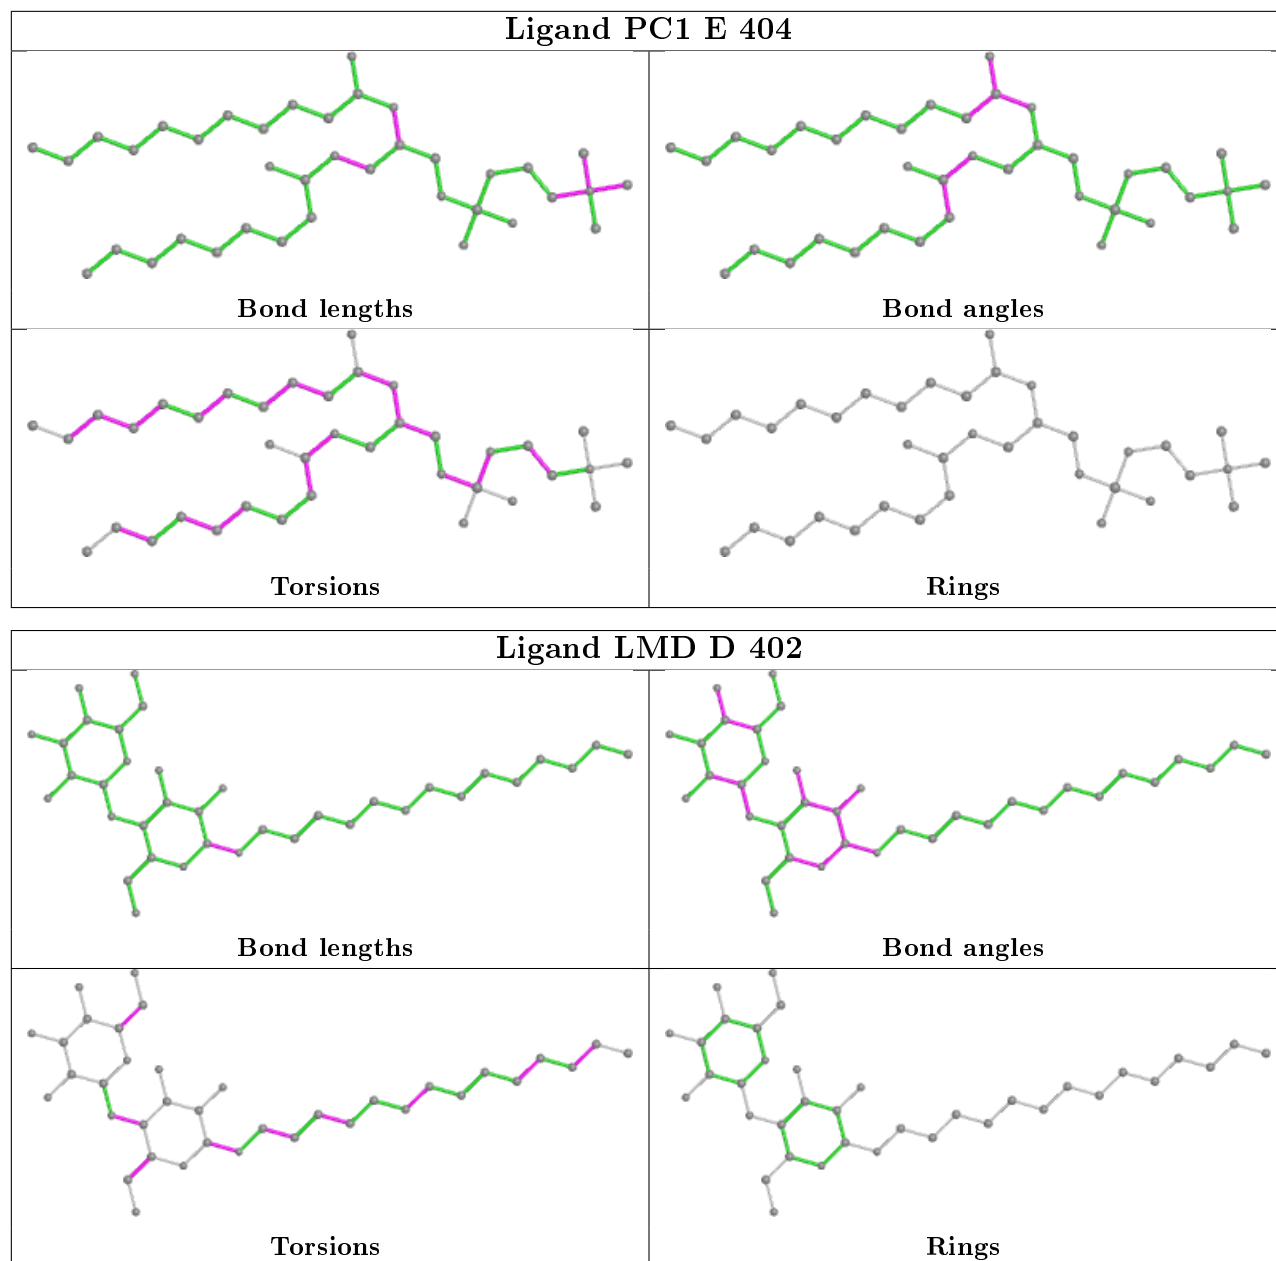 Ligand PC1 E 404
Bond lengths
Bond angles
Torsions
Rings
Ligand LMD D 402
Bond lengths
Bond angles
Torsions
Rings